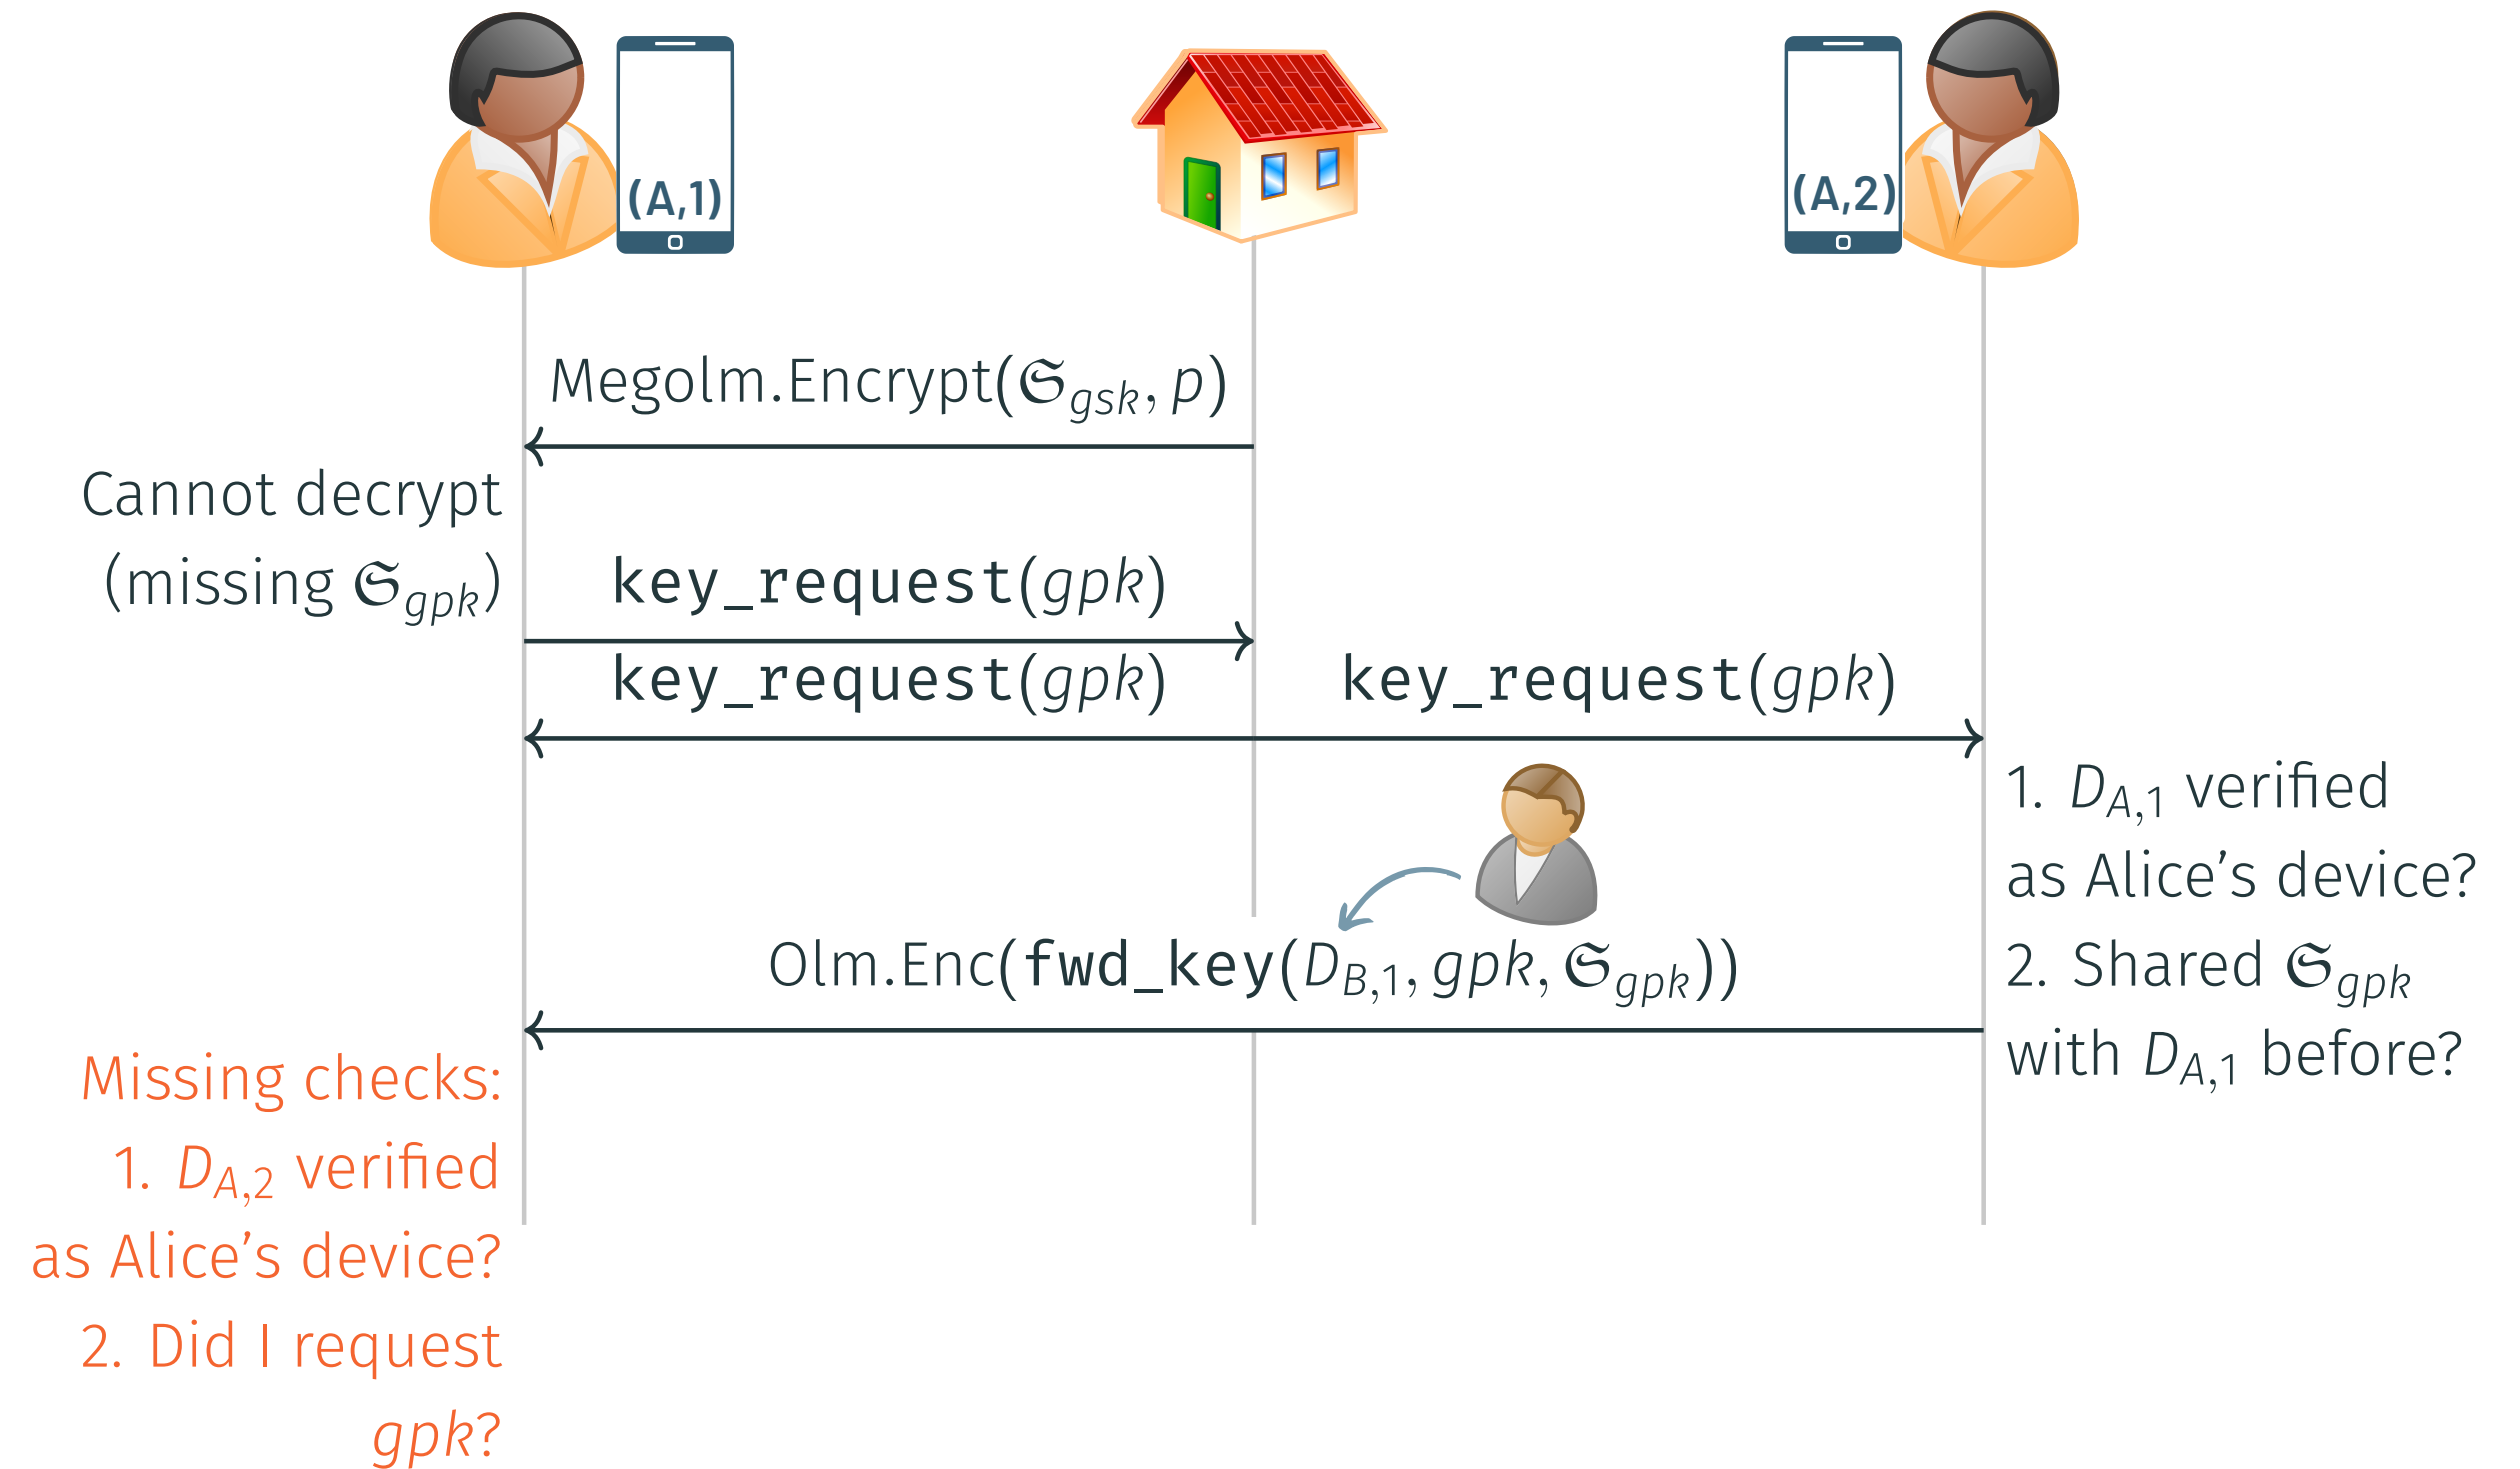 (A,1)
(A,2)
Megolm.Encrypt(𝔖gsk, p)
Cannot decrypt
(missing 𝔖gpk)
key_request(gpk)
key_request(gpk)
key_request(gpk)
1. DA,1 verified
as Alice’s device?
2. Shared 𝔖gpk
with DA,1 before?
Olm.Enc(fwd_key(DB,1, gpk, 𝔖gpk))
Missing checks:
1. DA,2 verified
as Alice’s device?
2. Did I request
gpk?